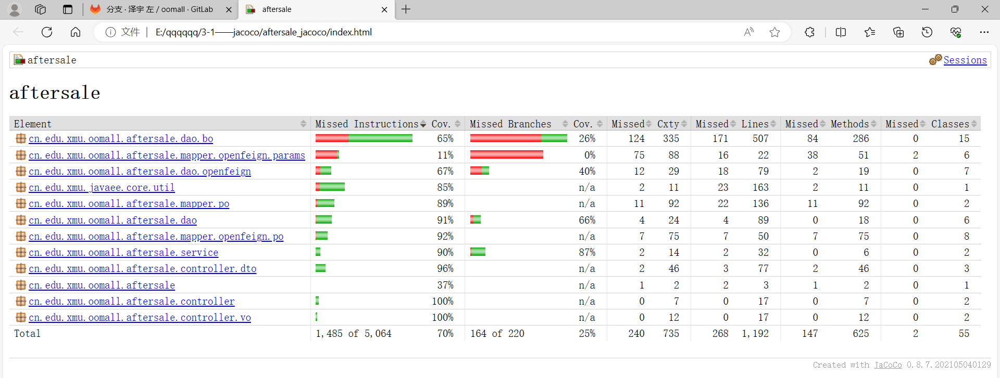 分支 · 泽宇 左 / oomall · GitLab
aftersale
文件 | E:/qqqqqq/3-1——jacoco/aftersale_jacoco/index.html
aftersale Sessions
aftersale
Element Missed Instructions Cov. Missed Branches Cov. Missed Cxty Missed Lines Missed Methods Missed Classes
cn.edu.xmu.oomall.aftersale.dao.bo 65% 26% 124 335 171 507 84 286 0 15
cn.edu.xmu.oomall.aftersale.mapper.openfeign.params 11% 0% 75 88 16 22 38 51 2 6
cn.edu.xmu.oomall.aftersale.dao.openfeign 67% 40% 12 29 18 79 2 19 0 7
cn.edu.xmu.javaee.core.util 85% n/a 2 11 23 163 2 11 0 1
cn.edu.xmu.oomall.aftersale.mapper.po 89% n/a 11 92 22 136 11 92 0 2
cn.edu.xmu.oomall.aftersale.dao 91% 66% 4 24 4 89 0 18 0 6
cn.edu.xmu.oomall.aftersale.mapper.openfeign.po 92% n/a 7 75 7 50 7 75 0 8
cn.edu.xmu.oomall.aftersale.service 90% 87% 2 14 2 32 0 6 0 2
cn.edu.xmu.oomall.aftersale.controller.dto 96% n/a 2 46 3 77 2 46 0 3
cn.edu.xmu.oomall.aftersale 37% n/a 1 2 2 3 1 2 0 1
cn.edu.xmu.oomall.aftersale.controller 100% n/a 0 7 0 17 0 7 0 2
cn.edu.xmu.oomall.aftersale.controller.vo 100% n/a 0 12 0 17 0 12 0 2
Total 1,485 of 5,064 70% 164 of 220 25% 240 735 268 1,192 147 625 2 55
Created with JaCoCo 0.8.7.202105040129